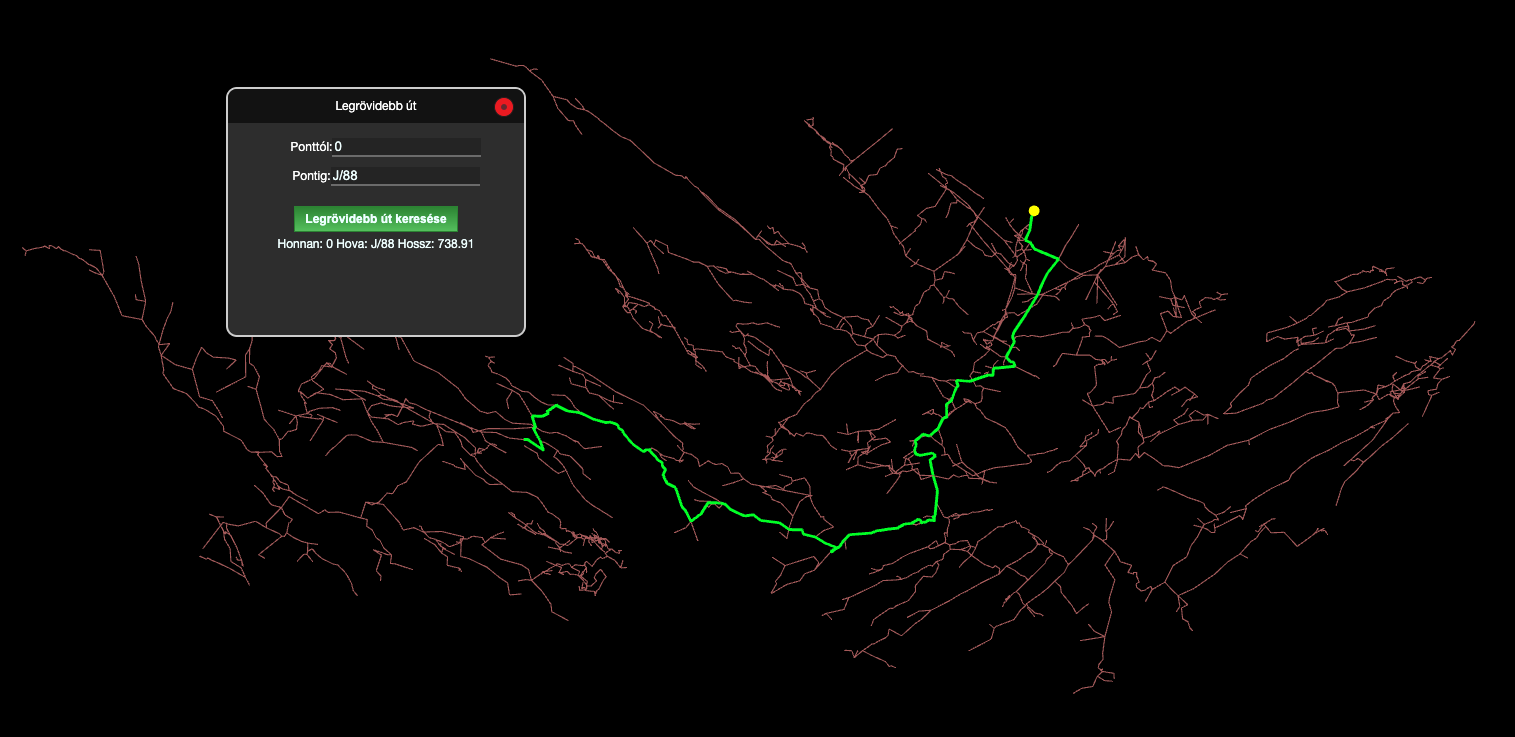 Legrövidebb út
Ponttól: 0
Pontig: J/88
Legrövidebb út keresése
Honnan: 0 Hova: J/88 Hossz: 738.91